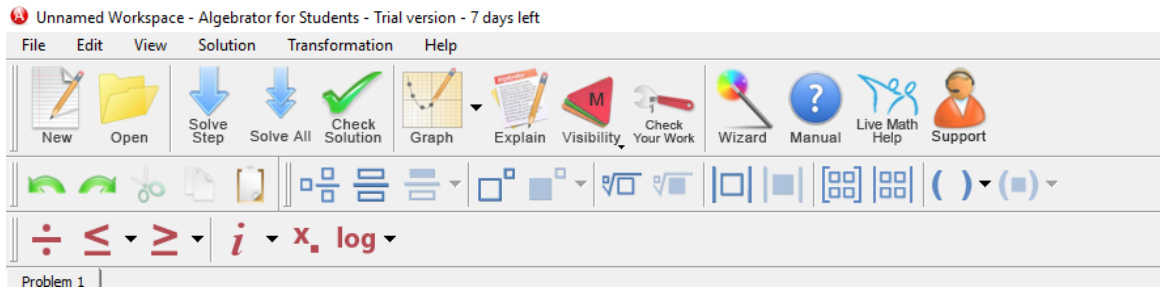 Unnamed Workspace - Algebrator for Students - Trial version - 7 days left
File Edit View Solution Transformation Help
New Open Solve Step Solve All Check Solution Graph Explain Visibility Check Your Work Wizard Manual Live Math Help Support
÷ ≤ ≥ i x log
Problem 1